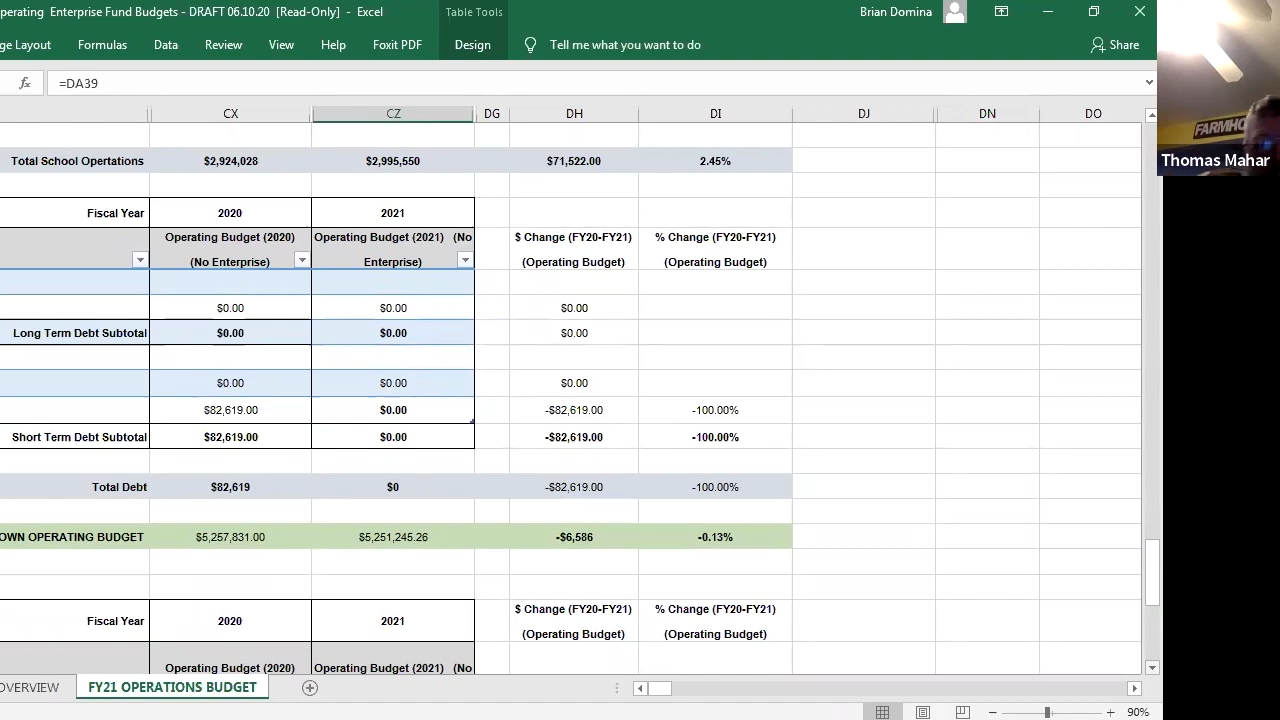 perating Enterprise Fund Budgets - DRAFT 06.10.20 [Read-Only] - Excel
Table Tools
Brian Domina
ge Layout Formulas Data Review View Help Foxit PDF Design Tell me what you want to do Share
fx =DA39
CX CZ DG DH DI DJ DN DO
Total School Opertations $2,924,028 $2,995,550 $71,522.00 2.45%
Fiscal Year 2020 2021
Operating Budget (2020) Operating Budget (2021) (No $ Change (FY20-FY21) % Change (FY20-FY21)
(No Enterprise) Enterprise) (Operating Budget) (Operating Budget)
$0.00 $0.00 $0.00
Long Term Debt Subtotal $0.00 $0.00 $0.00
$0.00 $0.00 $0.00
$82,619.00 $0.00 -$82,619.00 -100.00%
Short Term Debt Subtotal $82,619.00 $0.00 -$82,619.00 -100.00%
Total Debt $82,619 $0 -$82,619.00 -100.00%
OWN OPERATING BUDGET $5,257,831.00 $5,251,245.26 -$6,586 -0.13%
Fiscal Year 2020 2021 $ Change (FY20-FY21) % Change (FY20-FY21)
(Operating Budget) (Operating Budget)
Operating Budget (2020) Operating Budget (2021) (No
OVERVIEW FY21 OPERATIONS BUDGET
90%
FARMHO
Thomas Mahar